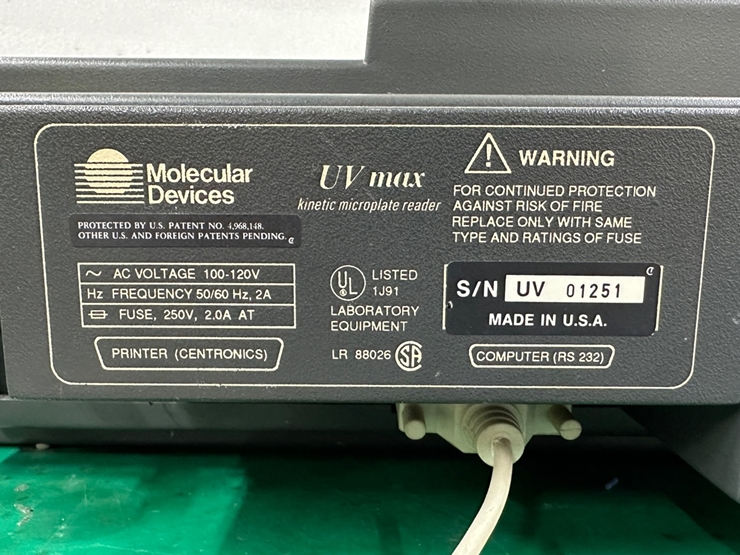 Molecular
Devices
UV max
kinetic microplate reader
WARNING
FOR CONTINUED PROTECTION
AGAINST RISK OF FIRE
REPLACE ONLY WITH SAME
TYPE AND RATINGS OF FUSE
PROTECTED BY U.S. PATENT NO. 4,968,148.
OTHER U.S. AND FOREIGN PATENTS PENDING.
~ AC VOLTAGE 100-120V
Hz FREQUENCY 50/60 Hz, 2A
FUSE, 250V, 2.0A AT
UL LISTED
1J91
LABORATORY
EQUIPMENT
LR 88026 SA
S/N UV 01251
MADE IN U.S.A.
PRINTER (CENTRONICS)
COMPUTER (RS 232)